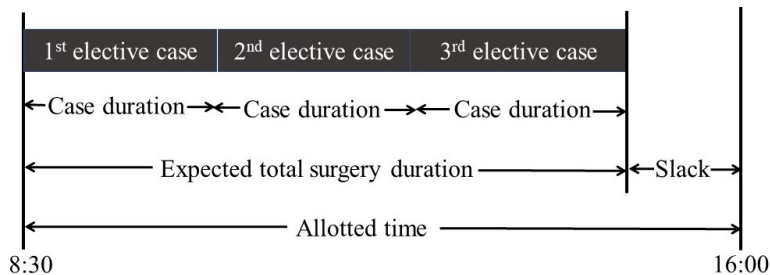 1st elective case 2nd elective case 3rd elective case
Case duration Case duration Case duration
Expected total surgery duration Slack
Allotted time
8:30 16:00